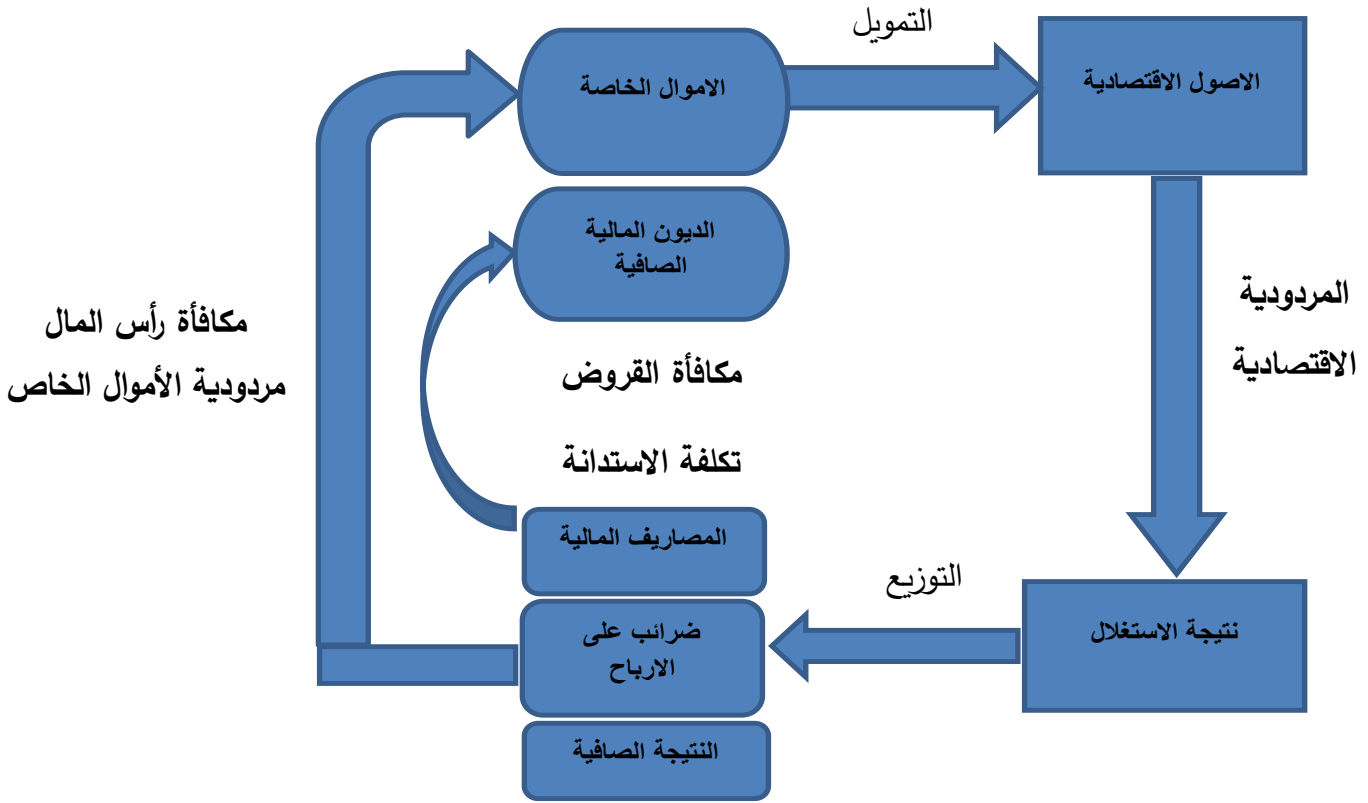 التمويل
الاموال الخاصة
الاصول الاقتصادية
الديون المالية
الصافية
المردودية
الاقتصادية
مكافأة رأس المال
مردودية الأموال الخاص
مكافأة القروض
تكلفة الاستدانة
المصاريف المالية
التوزيع
ضرائب على
الارباح
نتيجة الاستغلال
النتيجة الصافية